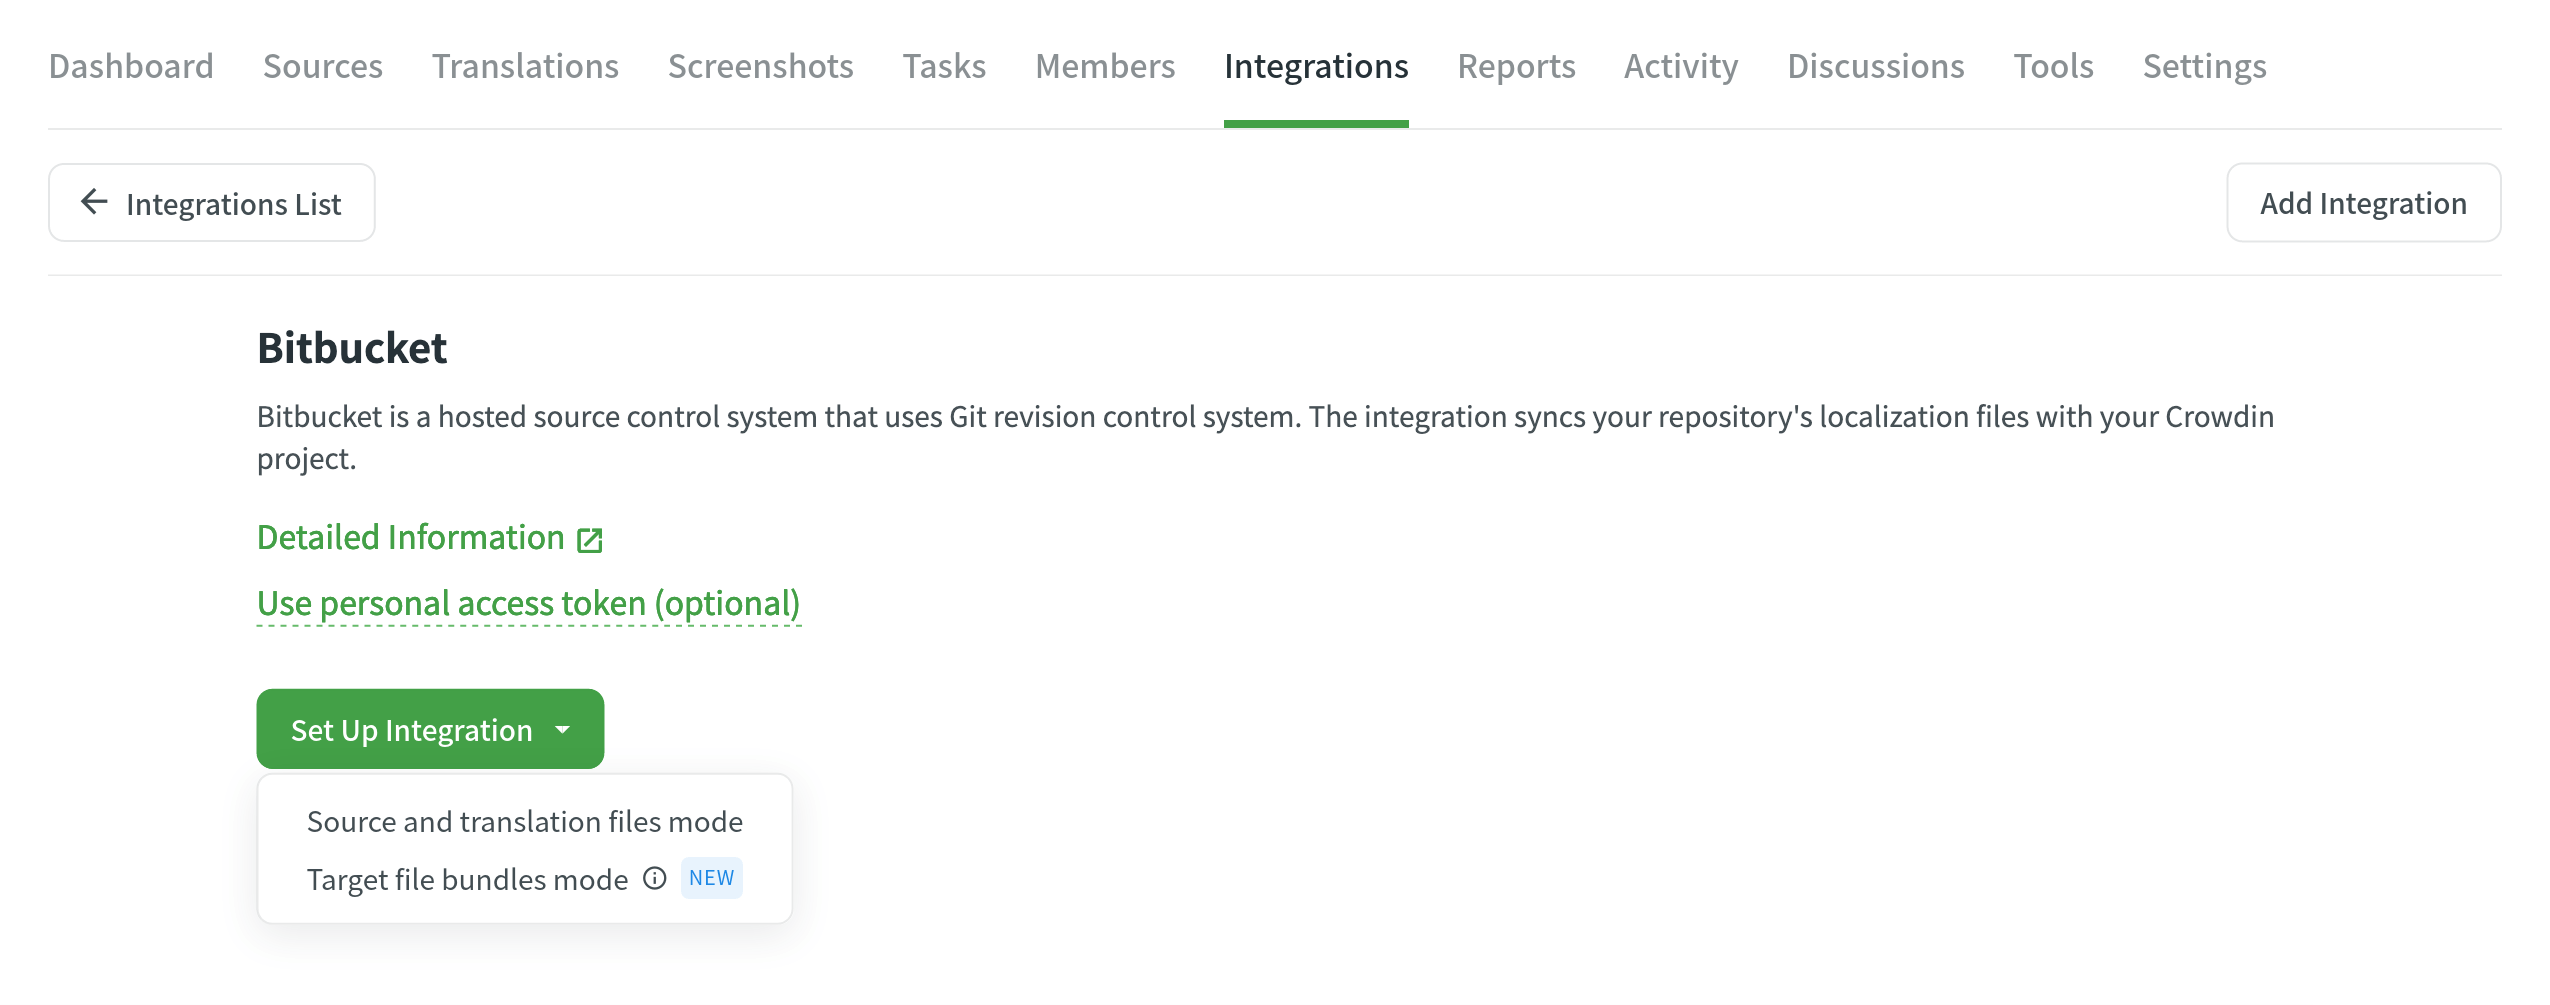 Dashboard Sources Translations Screenshots Tasks Members Integrations Reports Activity Discussions Tools Settings
Integrations List Add Integration
Bitbucket
Bitbucket is a hosted source control system that uses Git revision control system. The integration syncs your repository's localization files with your Crowdin
project.
Detailed Information
Use personal access token (optional)
Set Up Integration
Source and translation files mode
Target file bundles mode NEW